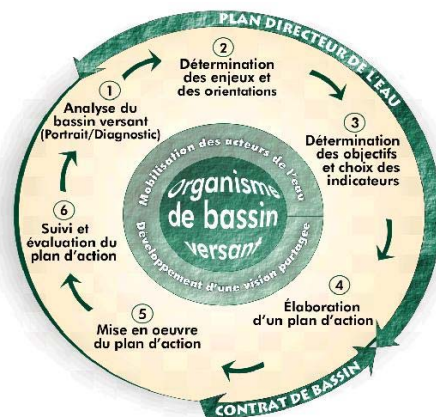 PLAN DIRECTEUR DE L'EAU
1
Analyse du
bassin versant
(Portrait/Diagnostic)
2
Détermination
des enjeux et
des orientations
3
Détermination
des objectifs
et choix des
indicateurs
4
Élaboration
d'un plan d'action
5
Mise en oeuvre
du plan d'action
6
Suivi et
évaluation du
plan d'action
Mobilisation des acteurs de l'eau
Organisme
de bassin
versant
Développement d'une vision partagée
CONTRAT DE BASSIN